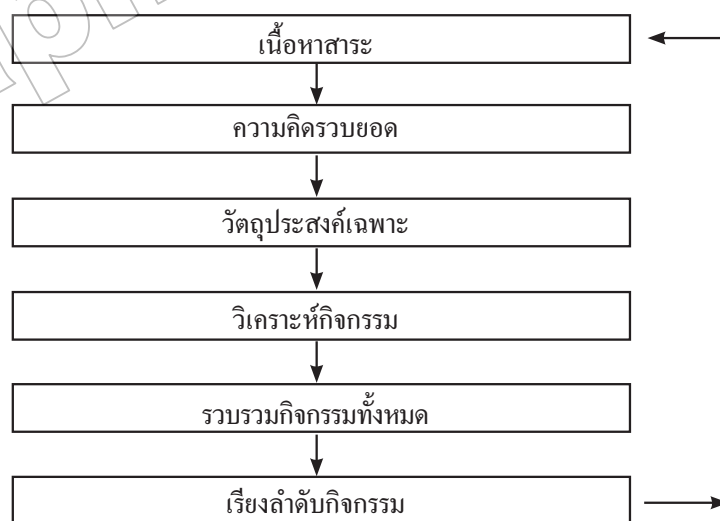 เนื้อหาสาระ
ความคิดรวบยอด
วัตถุประสงค์เฉพาะ
วิเคราะห์กิจกรรม
รวบรวมกิจกรรมทั้งหมด
เรียงลำดับกิจกรรม